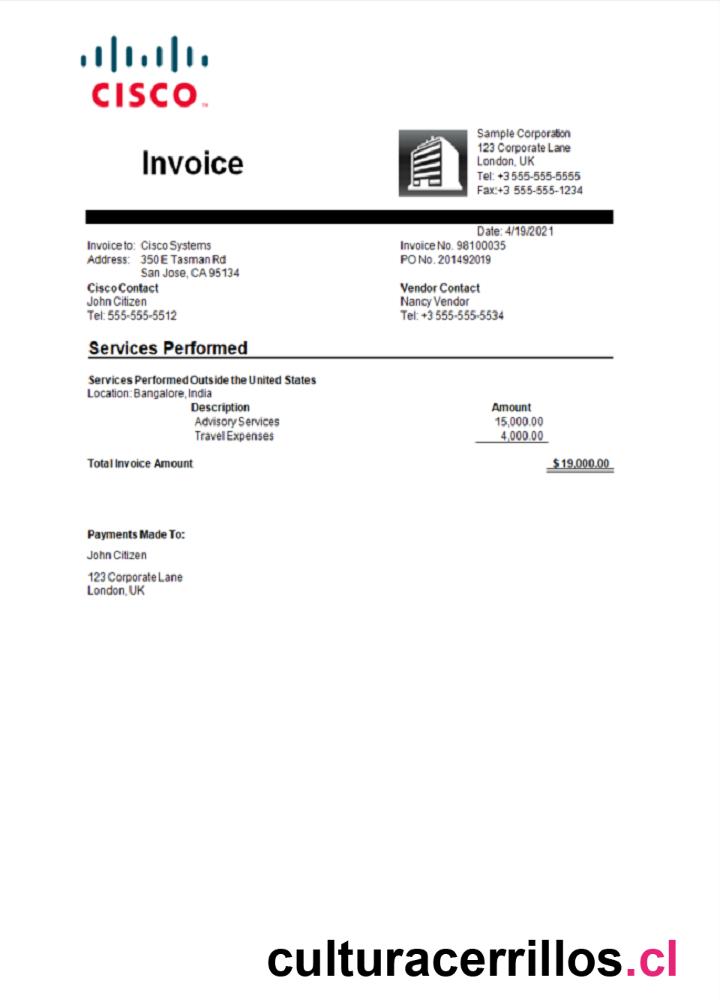 CISCO
Invoice
Sample Corporation
123 Corporate Lane
London, UK
Tel: +3 555-555-5555
Fax:+3 555-555-1234
Date: 4/19/2021
Invoice to: Cisco Systems
Address: 350 E Tasman Rd
San Jose, CA 95134
Cisco Contact
John Citizen
Tel: 555-555-5512
Invoice No. 98100035
PO No. 201492019
Vendor Contact
Nancy Vendor
Tel: +3 555-555-5534
Services Performed
Services Performed Outside the United States
Location: Bangalore, India
Description Amount
Advisory Services 15,000.00
Travel Expenses 4,000.00
Total Invoice Amount $ 19,000.00
Payments Made To:
John Citizen
123 Corporate Lane
London, UK
culturacerrillos.cl